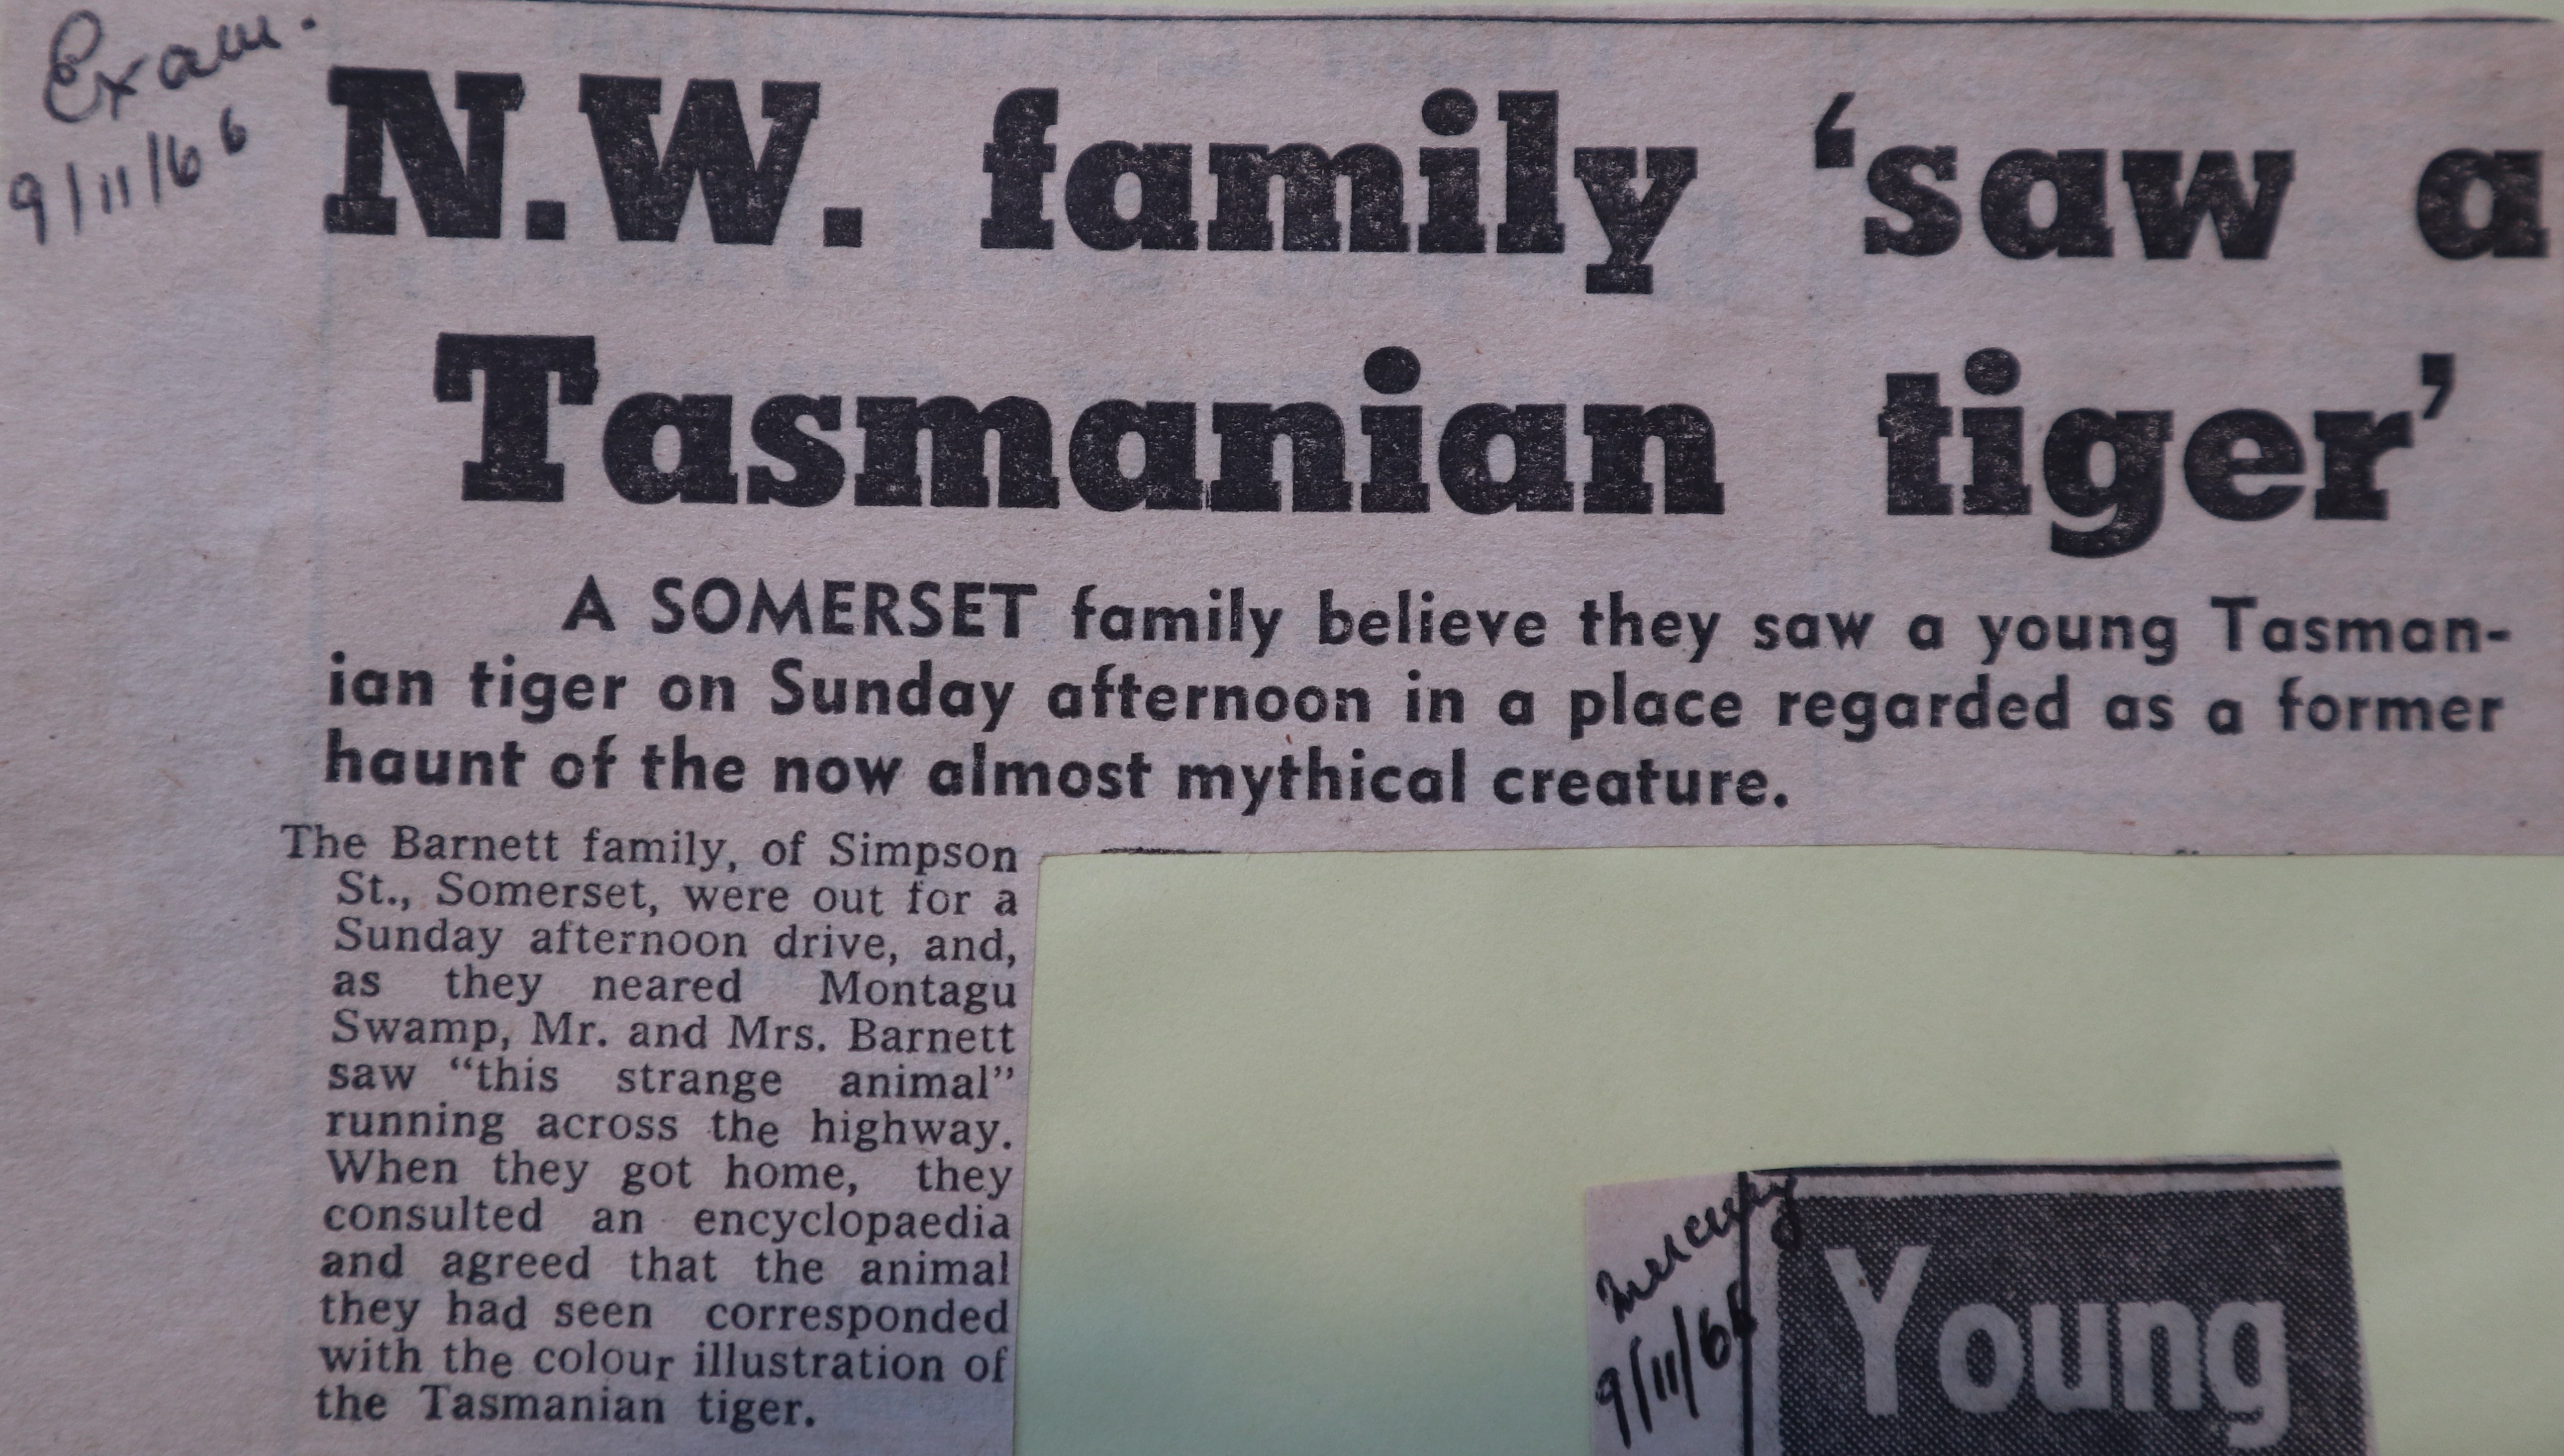 Exam.
9/11/66
N.W. family ‘saw a
Tasmanian tiger’
A SOMERSET family believe they saw a young Tasman-
ian tiger on Sunday afternoon in a place regarded as a former
haunt of the now almost mythical creature.
The Barnett family, of Simpson
St., Somerset, were out for a
Sunday afternoon drive, and,
as they neared Montagu
Swamp, Mr. and Mrs. Barnett
saw “this strange animal”
running across the highway.
When they got home, they
consulted an encyclopaedia
and agreed that the animal
they had seen corresponded
with the colour illustration of
the Tasmanian tiger.
Mercury
9/11/66
Young